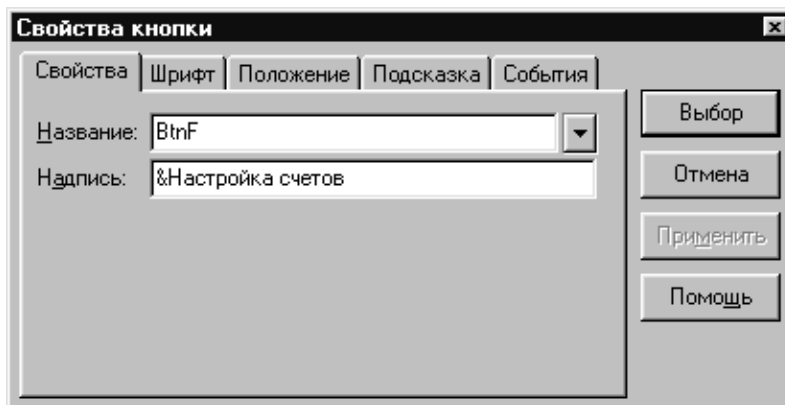 Свойства кнопки
Свойства Шрифт Положение Подсказка События
Название: BtnF
Надпись: &Настройка счетов
Выбор
Отмена
Применить
Помощь